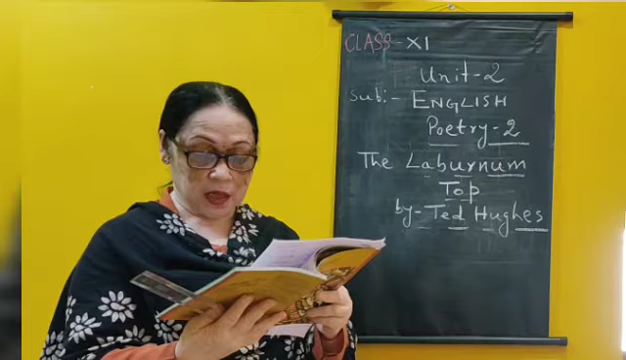 CLASS - XI
Unit-2
Sub:- ENGLISH
Poetry-2
The Laburnum
Top
by- Ted Hughes